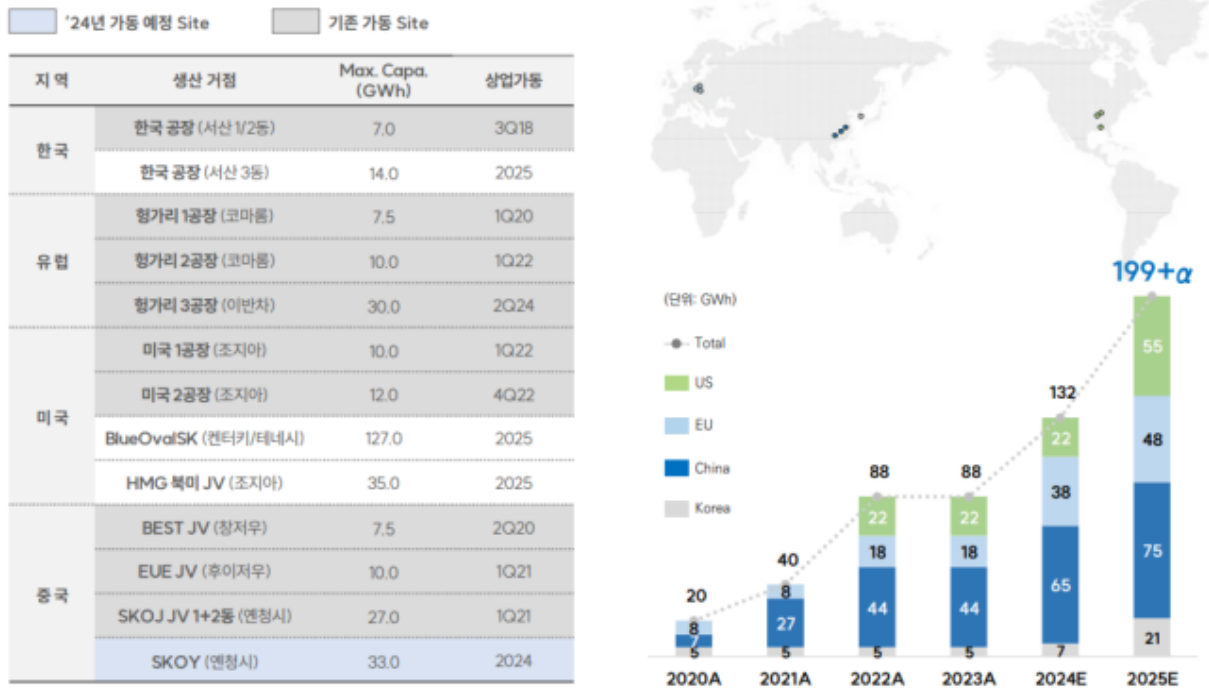 '24년 가동 예정 Site 기존 가동 Site
지역 생산 거점 Max. Capa. (GWh) 상업가동
한국
한국 공장 (서산 1/2동) 7.0 3Q18
한국 공장 (서산 3동) 14.0 2025
유럽
헝가리 1공장 (코마롬) 7.5 1Q20
헝가리 2공장 (코마롬) 10.0 1Q22
헝가리 3공장 (이반차) 30.0 2Q24
미국
미국 1공장 (조지아) 10.0 1Q22
미국 2공장 (조지아) 12.0 4Q22
BlueOvalSK (켄터키/테네시) 127.0 2025
HMG 북미 JV (조지아) 35.0 2025
중국
BEST JV (창저우) 7.5 2Q20
EUE JV (후이저우) 10.0 1Q21
SKOJ JV 1+2동 (옌청시) 27.0 1Q21
SKOY (옌청시) 33.0 2024
(단위: GWh)
Total
US
EU
China
Korea
20
8
7
5
40
8
27
5
88
22
18
44
5
88
22
18
44
5
132
22
38
65
7
199+α
55
48
75
21
2020A 2021A 2022A 2023A 2024E 2025E